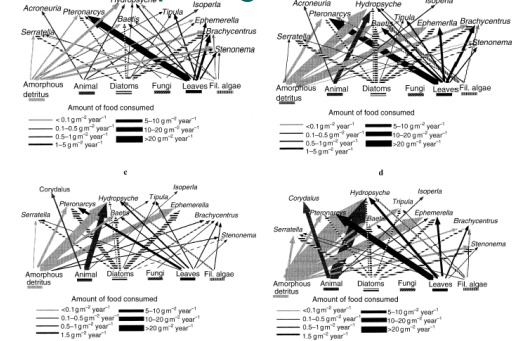 Acroneuria Hydropsyche Isoperla
Pteronarcys Tipula
Baetis Ephemerella
Serratella Brachycentrus
Stenonema
Amorphous Animal Diatoms Fungi Leaves Fil. algae
detritus
Amount of food consumed
< 0.1 g m⁻² year⁻¹ 5–10 g m⁻² year⁻¹
0.1–0.5 g m⁻² year⁻¹ 10–20 g m⁻² year⁻¹
0.5–1 g m⁻² year⁻¹ >20 g m⁻² year⁻¹
1–5 g m⁻² year⁻¹
Acroneuria Hydropsyche Isoperla
Pteronarcys Tipula
Baetis Ephemerella Brachycentrus
Serratella Stenonema
Amorphous Animal Diatoms Fungi Leaves Fil. algae
detritus
Amount of food consumed
<0.1 g m⁻² year⁻¹ 5–10 g m⁻² year⁻¹
0.1–0.5 g m⁻² year⁻¹ 10–20 g m⁻² year⁻¹
0.5–1 g m⁻² year⁻¹ >20 g m⁻² year⁻¹
1–5 g m⁻² year⁻¹
c
d
Corydalus Hydropsyche Isoperla
Pteronarcys Tipula
Serratella Baetis Ephemerella
Brachycentrus
Stenonema
Amorphous Animal Diatoms Fungi Leaves Fil. algae
detritus
Amount of food consumed
<0.1 g m⁻² year⁻¹ 5–10 g m⁻² year⁻¹
0.1–0.5 g m⁻² year⁻¹ 10–20 g m⁻² year⁻¹
0.5–1 g m⁻² year⁻¹ >20 g m⁻² year⁻¹
1.5 g m⁻² year⁻¹
Corydalus Hydropsyche Isoperla
Pteronarcys Tripula
Serratella Baetis Ephemerella
Brachycentrus
Stenonema
Amorphous Animal Diatoms Fungi Leaves Fil. algae
detritus
Amount of food consumed
<0.1 g m⁻² year⁻¹ 5–10 g m⁻² year⁻¹
0.1–0.5 g m⁻² year⁻¹ 10–20 g m⁻² year⁻¹
0.5–1 g m⁻² year⁻¹ >20 g m⁻² year⁻¹
1.5 g m⁻² year⁻¹